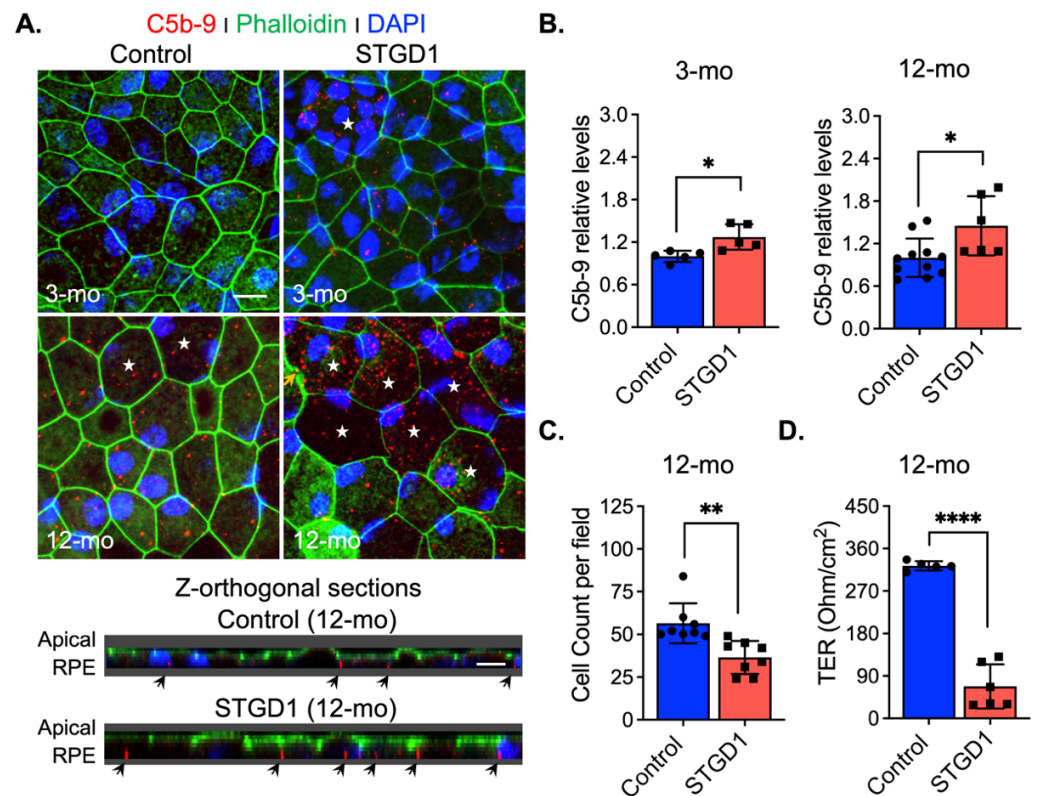 A.
C5b-9 I Phalloidin I DAPI
Control STGD1
3-mo 3-mo
12-mo 12-mo
Z-orthogonal sections
Control (12-mo)
Apical
RPE
STGD1 (12-mo)
Apical
RPE
B.
3-mo
C5b-9 relative levels
3.0
2.4
1.8
1.2
0.6
0.0
*
Control STGD1
12-mo
C5b-9 relative levels
3.0
2.4
1.8
1.2
0.6
0.0
*
Control STGD1
C.
12-mo
Cell Count per field
125
100
75
50
25
0
**
Control STGD1
D.
12-mo
TER (Ohm/cm²)
450
360
270
180
90
0
****
Control STGD1